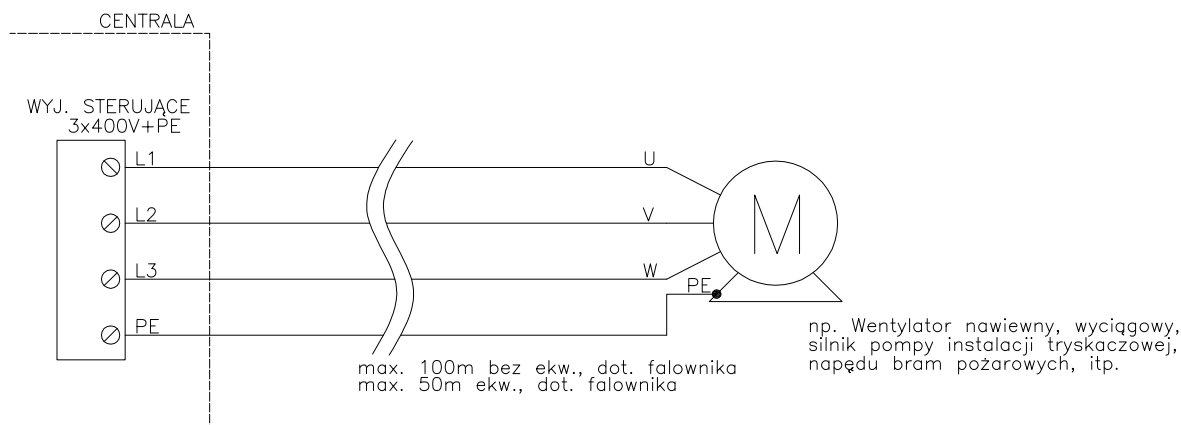 CENTRALA
WYJ. STERUJĄCE
3x400V+PE
L1
U
L2
V
M
L3
W
PE
PE
np. Wentylator nawiewny, wyciągowy,
silnik pompy instalacji tryskaczowej,
napędu bram pożarowych, itp.
max. 100m bez ekw., dot. falownika
max. 50m ekw., dot. falownika